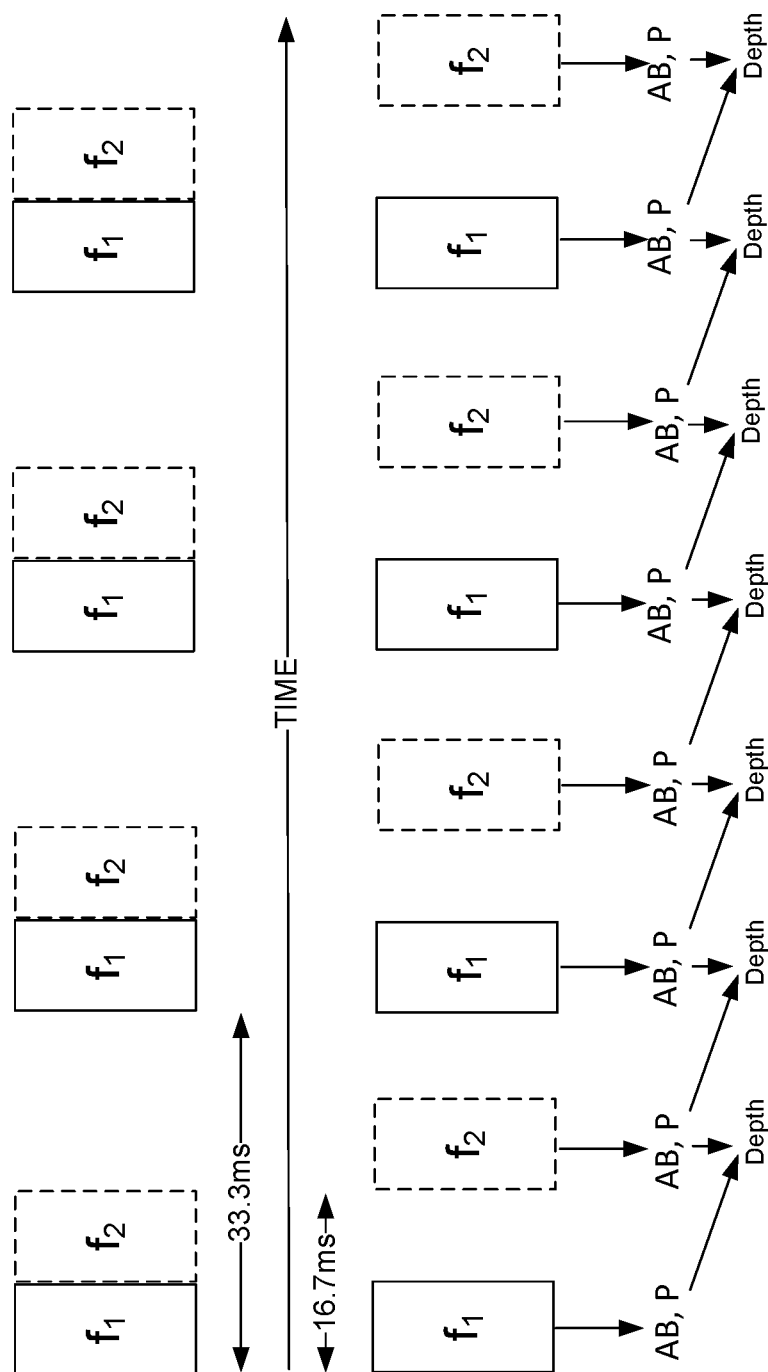 f1 f2 f1 f2 f1 f2 f1 f2
33.3ms
TIME
16.7ms
f1 f2 f1 f2 f1 f2 f1 f2
AB, P AB, P AB, P AB, P AB, P AB, P AB, P AB, P
Depth Depth Depth Depth Depth Depth Depth